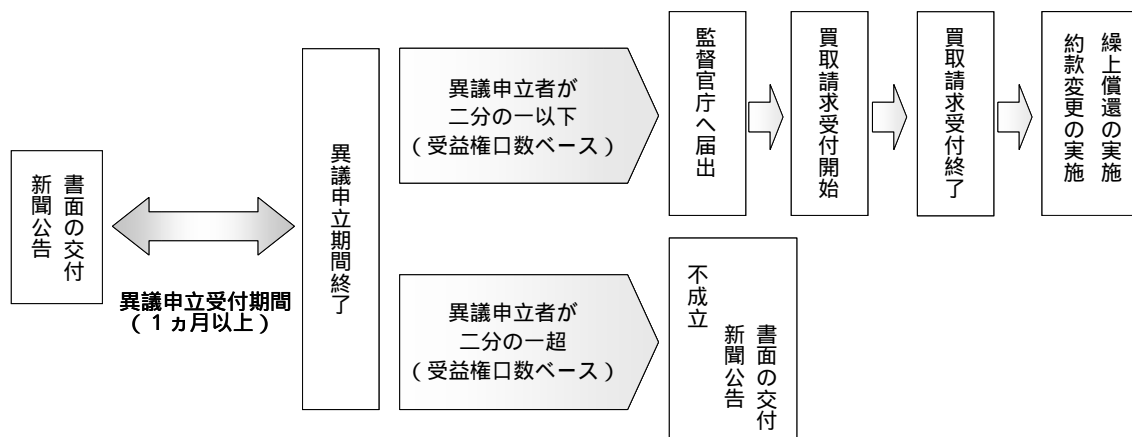 書面の交付
新聞公告
異議申立受付期間
(1ヵ月以上)
異議申立期間終了
異議申立者が
二分の一以下
(受益権口数ベース)
監督官庁へ届出
買取請求受付開始
買取請求受付終了
繰上償還の実施
約款変更の実施
異議申立者が
二分の一超
(受益権口数ベース)
不成立
書面の交付
新聞公告